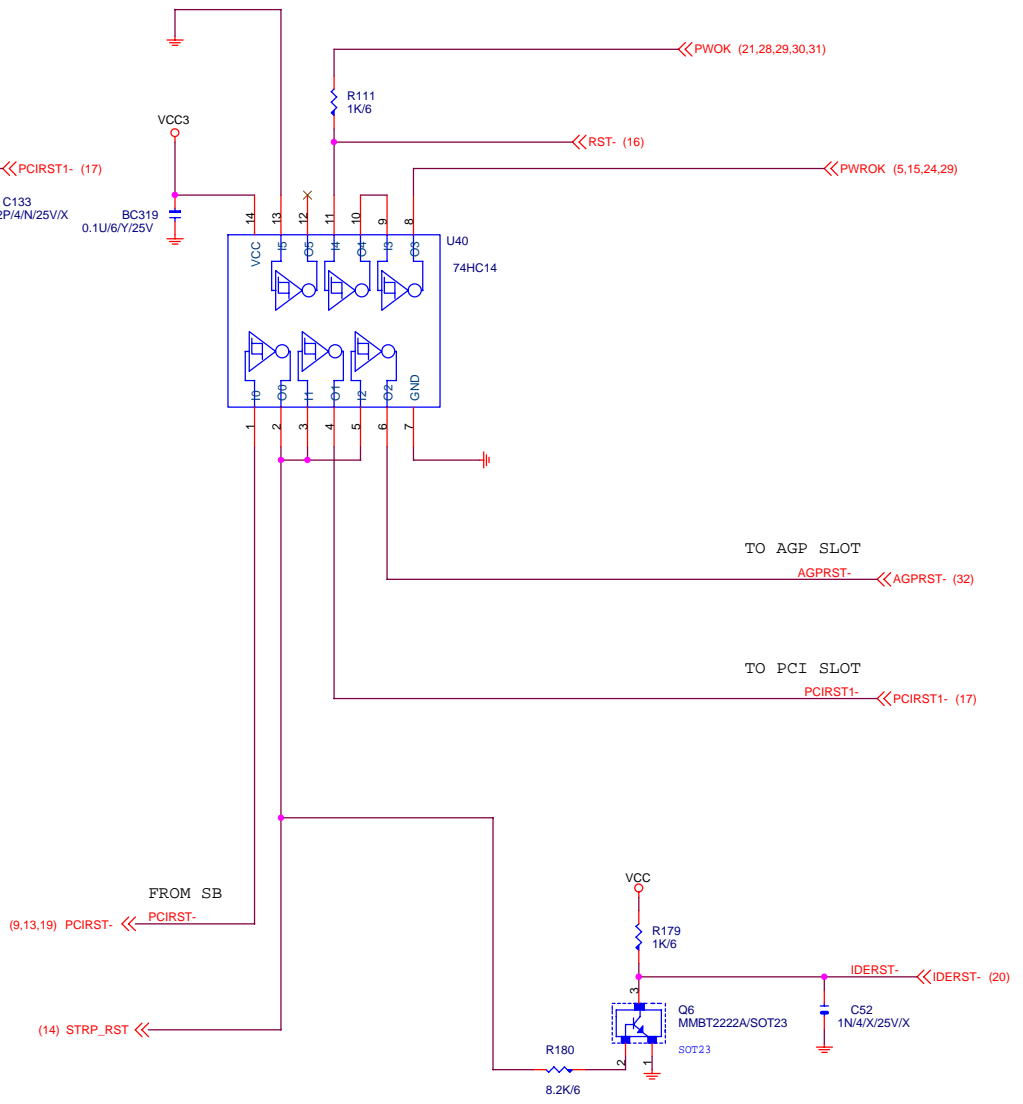 PWOK (21,28,29,30,31)
R111
1K/6
VCC3
RST- (16)
PCIRST1- (17)
PWROK (5,15,24,29)
C133
2P/4/N/25V/X
BC319
0.1U/6/Y/25V
14 13 12 11 10 9 8
VCC I5 O5 I4 O4 I3 O3
U40
74HC14
I0 O0 I1 O1 I2 O2 GND
1 2 3 4 5 6 7
TO AGP SLOT
AGPRST- AGPRST- (32)
TO PCI SLOT
PCIRST1- PCIRST1- (17)
FROM SB
(9,13,19) PCIRST- PCIRST-
VCC
R179
1K/6
IDERST- IDERST- (20)
3
Q6
MMBT2222A/SOT23
SOT23
C52
1N/4/X/25V/X
(14) STRP_RST
R180
8.2K/6
2 1